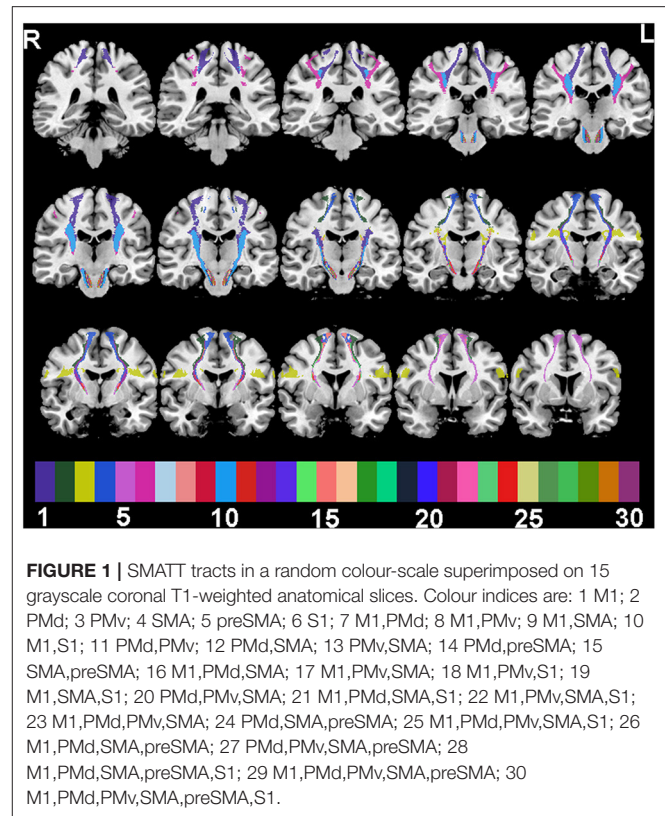 R L
1 5 10 15 20 25 30
FIGURE 1 | SMATT tracts in a random colour-scale superimposed on 15
grayscale coronal T1-weighted anatomical slices. Colour indices are: 1 M1; 2
PMd; 3 PMv; 4 SMA; 5 preSMA; 6 S1; 7 M1,PMd; 8 M1,PMv; 9 M1,SMA; 10
M1,S1; 11 PMd,PMv; 12 PMd,SMA; 13 PMv,SMA; 14 PMd,preSMA; 15
SMA,preSMA; 16 M1,PMd,SMA; 17 M1,PMv,SMA; 18 M1,PMv,S1; 19
M1,SMA,S1; 20 PMd,PMv,SMA; 21 M1,PMd,SMA,S1; 22 M1,PMv,SMA,S1;
23 M1,PMd,PMv,SMA; 24 PMd,SMA,preSMA; 25 M1,PMd,PMv,SMA,S1; 26
M1,PMd,SMA,preSMA; 27 PMd,PMv,SMA,preSMA; 28
M1,PMd,SMA,preSMA,S1; 29 M1,PMd,PMv,SMA,preSMA; 30
M1,PMd,PMv,SMA,preSMA,S1.